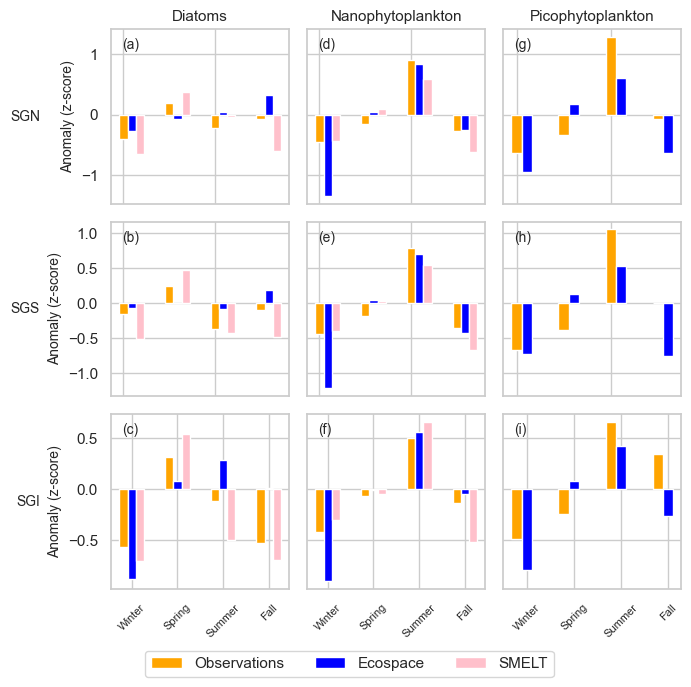 Diatoms Nanophytoplankton Picophytoplankton
SGN
Anomaly (z-score)
1
0
−1
(a) (d) (g)
SGS
Anomaly (z-score)
1.0
0.5
0.0
−0.5
−1.0
(b) (e) (h)
SGI
Anomaly (z-score)
0.5
0.0
−0.5
(c) (f) (i)
Winter Spring Summer Fall Winter Spring Summer Fall Winter Spring Summer Fall
Observations Ecospace SMELT